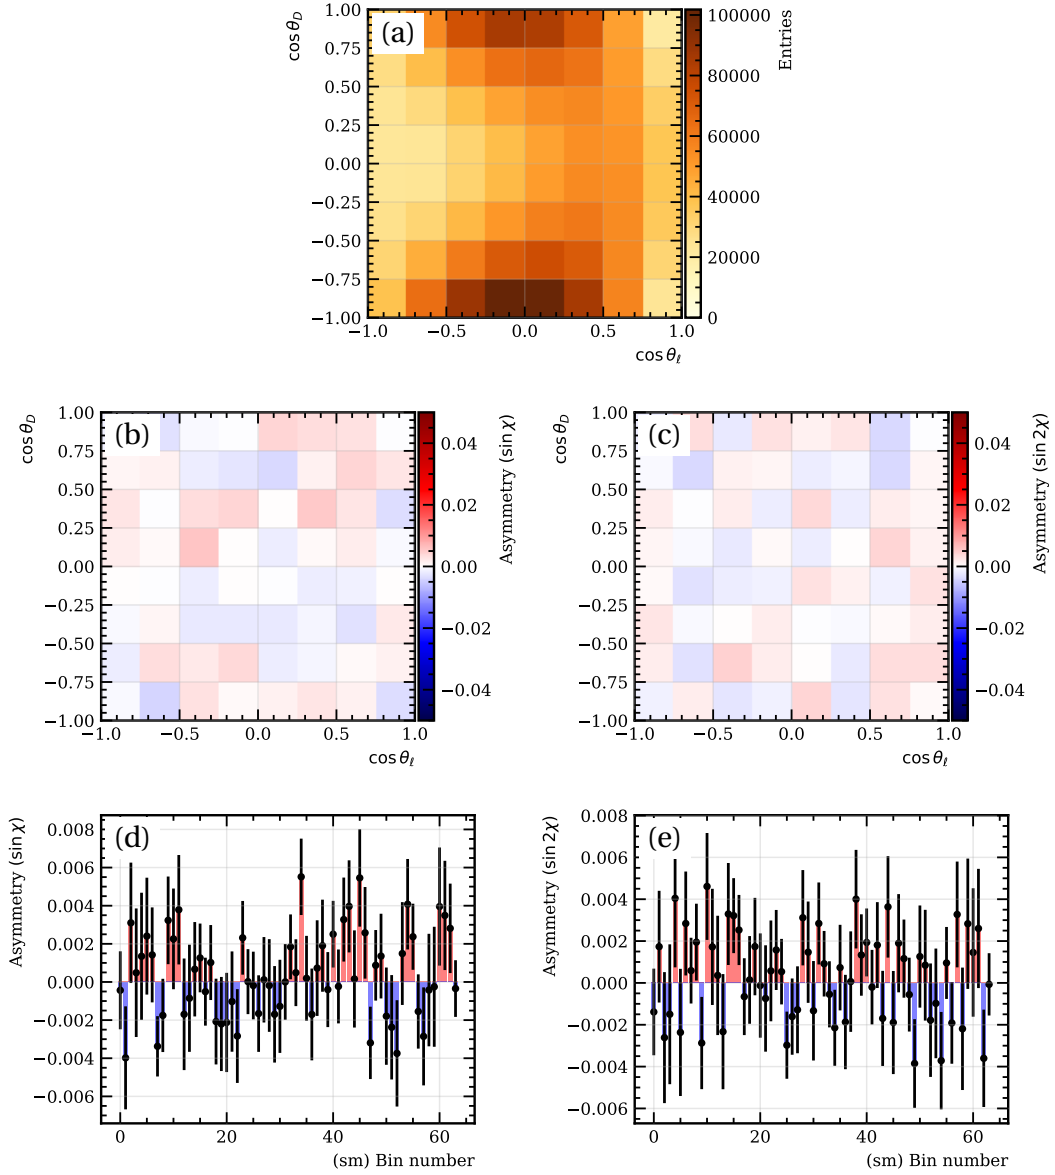 (a)
cos θ_D
1.00
0.75
0.50
0.25
0.00
−0.25
−0.50
−0.75
−1.00
−1.0 −0.5 0.0 0.5 1.0
cos θ_ℓ
100000
80000
60000
40000
20000
0
Entries
(b)
cos θ_D
1.00
0.75
0.50
0.25
0.00
−0.25
−0.50
−0.75
−1.00
−1.0 −0.5 0.0 0.5 1.0
cos θ_ℓ
0.04
0.02
0.00
−0.02
−0.04
Asymmetry (sin χ)
(c)
cos θ_D
1.00
0.75
0.50
0.25
0.00
−0.25
−0.50
−0.75
−1.00
−1.0 −0.5 0.0 0.5 1.0
cos θ_ℓ
0.04
0.02
0.00
−0.02
−0.04
Asymmetry (sin 2χ)
(d)
Asymmetry (sin χ)
0.008
0.006
0.004
0.002
0.000
−0.002
−0.004
−0.006
0 20 40 60
(sm) Bin number
(e)
Asymmetry (sin 2χ)
0.008
0.006
0.004
0.002
0.000
−0.002
−0.004
−0.006
0 20 40 60
(sm) Bin number